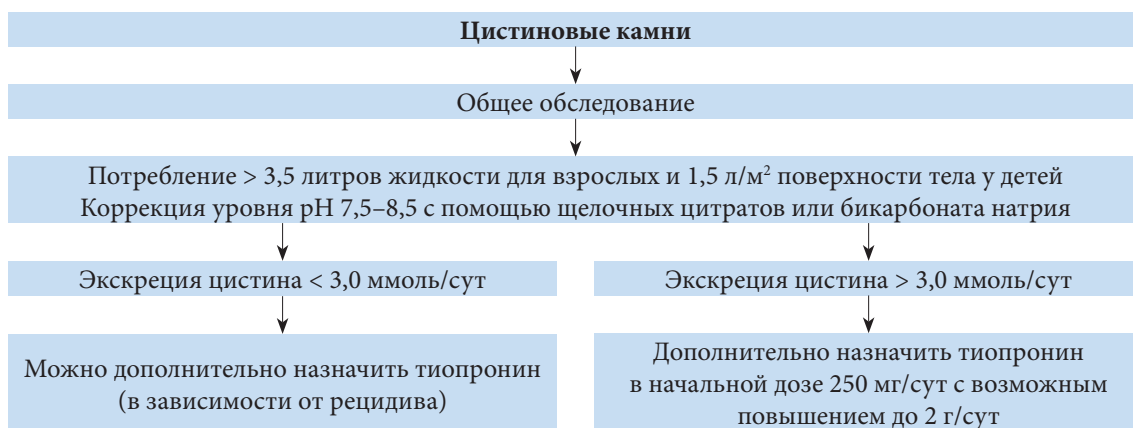 Цистиновые камни
Общее обследование
Потребление > 3,5 литров жидкости для взрослых и 1,5 л/м² поверхности тела у детей
Коррекция уровня pH 7,5–8,5 с помощью щелочных цитратов или бикарбоната натрия
Экскреция цистина < 3,0 ммоль/сут
Экскреция цистина > 3,0 ммоль/сут
Можно дополнительно назначить тиопронин
(в зависимости от рецидива)
Дополнительно назначить тиопронин
в начальной дозе 250 мг/сут с возможным
повышением до 2 г/сут